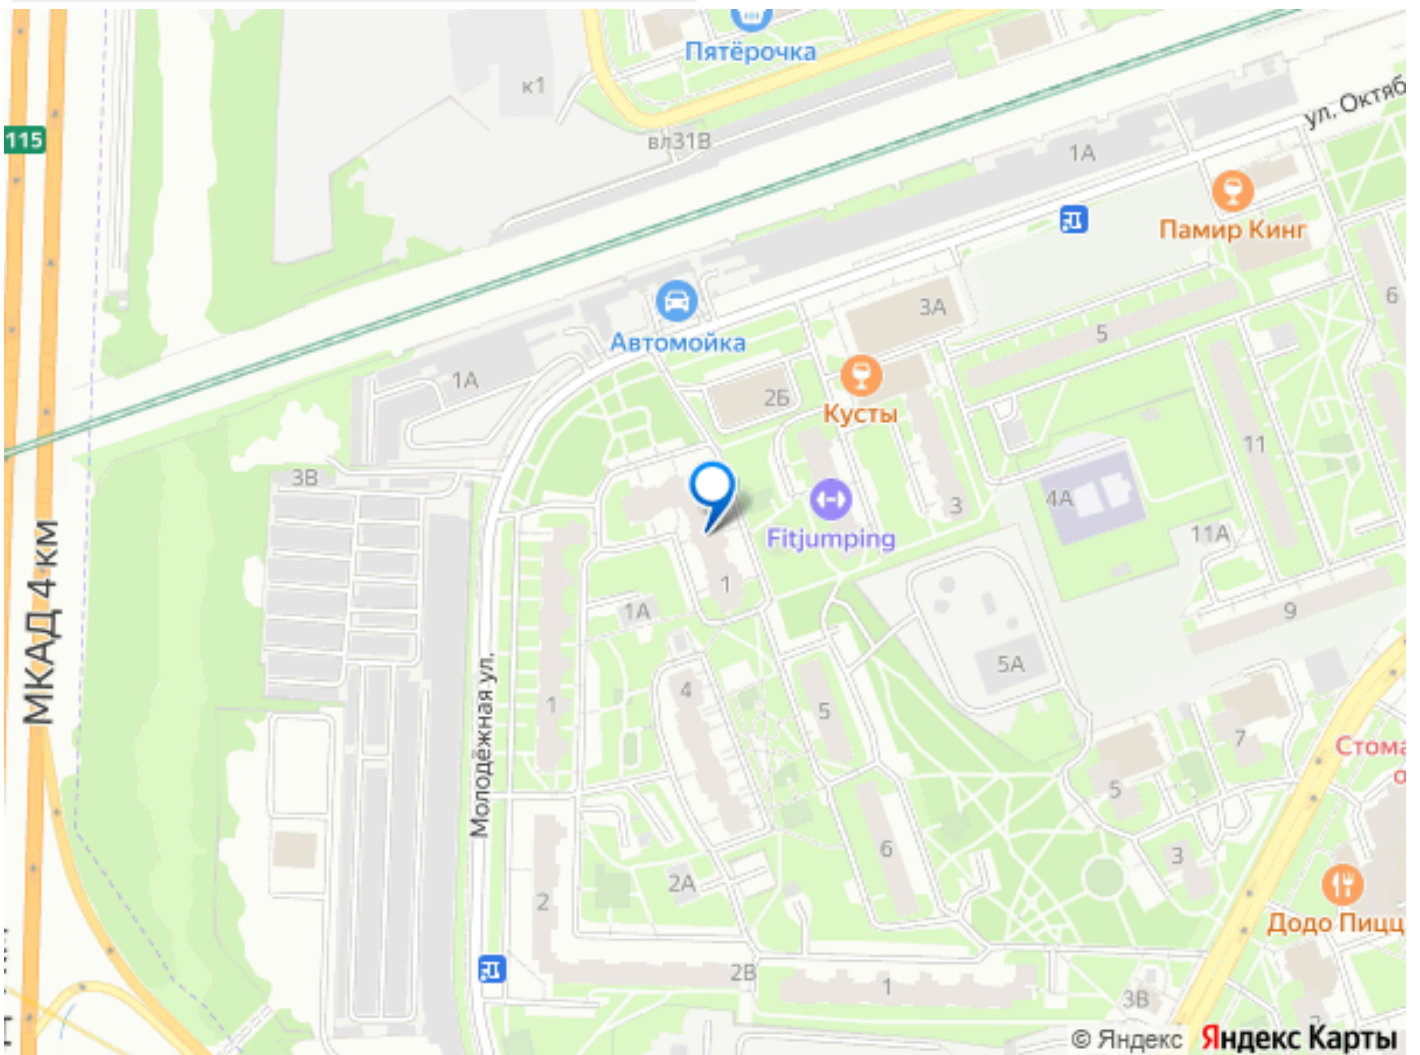 Пятёрочка
к1
115
вл31В
ул. Октяб
1А
Памир Кинг
6
3А
Автомойка
5
1А
2Б
Кусты
11
3В
4А
3
Fitjumping
11А
МКАД 4 км
1
1А
9
5А
4
Молодёжная ул.
1
5
7
Стома
о
5
6
3
2А
2
Додо Пицц
2В
1
3В
© Яндекс Яндекс Карты